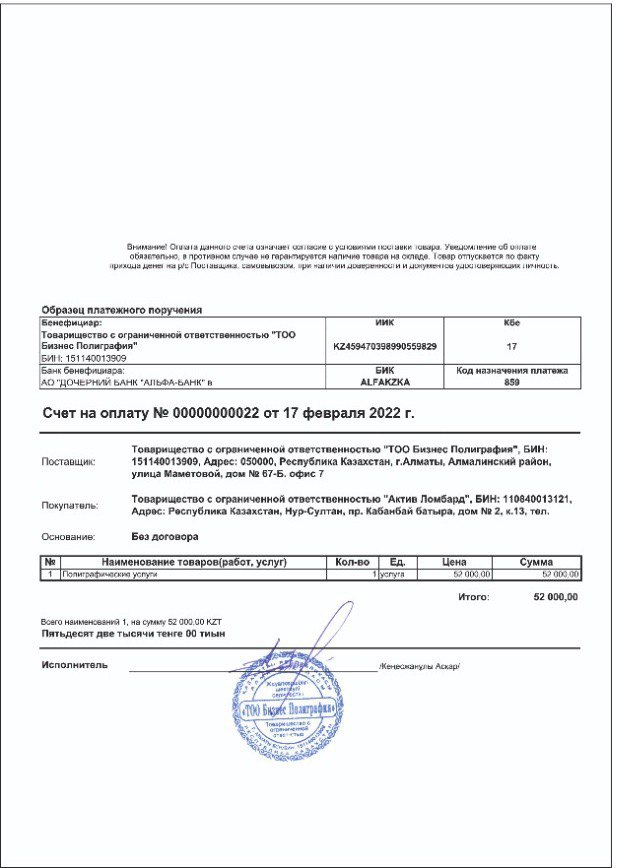 Внимание! Оплата данного счета означает согласие с условиями поставки товара. Уведомление об оплате
обязательно, в противном случае не гарантируется наличие товара на складе. Товар отпускается по факту
прихода денег на р/с Поставщика, самовывозом, при наличии доверенности и документов удостоверяющих личность.
Образец платежного поручения
Бенефициар: ИИК Кбе
Товарищество с ограниченной ответственностью "ТОО
Бизнес Полиграфия" KZ459470398990559829 17
БИН: 151140013909
Банк бенефициара: БИК Код назначения платежа
АО "ДОЧЕРНИЙ БАНК "АЛЬФА-БАНК" в ALFAKZKA 859
Счет на оплату № 00000000022 от 17 февраля 2022 г.
Поставщик: Товарищество с ограниченной ответственностью "ТОО Бизнес Полиграфия", БИН:
151140013909, Адрес: 050000, Республика Казахстан, г.Алматы, Алмалинский район,
улица Маметовой, дом № 67-Б. офис 7
Покупатель: Товарищество с ограниченной ответственностью "Актив Ломбард", БИН: 110840013121,
Адрес: Республика Казахстан, Нур-Султан, пр. Кабанбай батыра, дом № 2, к.13, тел.
Основание: Без договора
№ Наименование товаров(работ, услуг) Кол-во Ед. Цена Сумма
1 Полиграфические услуги 1 услуга 52 000,00 52 000,00
Итого: 52 000,00
Всего наименований 1, на сумму 52 000.00 KZT
Пятьдесят две тысячи тенге 00 тиын
Исполнитель /Кеңесжанұлы Асқар/
«ТОО Бизнес Полиграфия»
Товарищество с
ограниченной